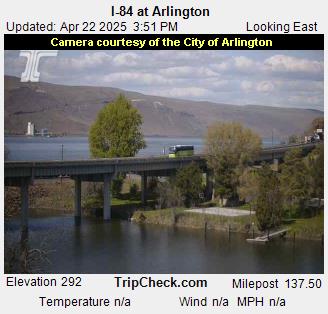 I-84 at Arlington
Updated: Apr 22 2025 3:51 PM Looking East
Camera courtesy of the City of Arlington
Elevation 292 TripCheck.com Milepost 137.50
Temperature n/a Wind n/a MPH n/a